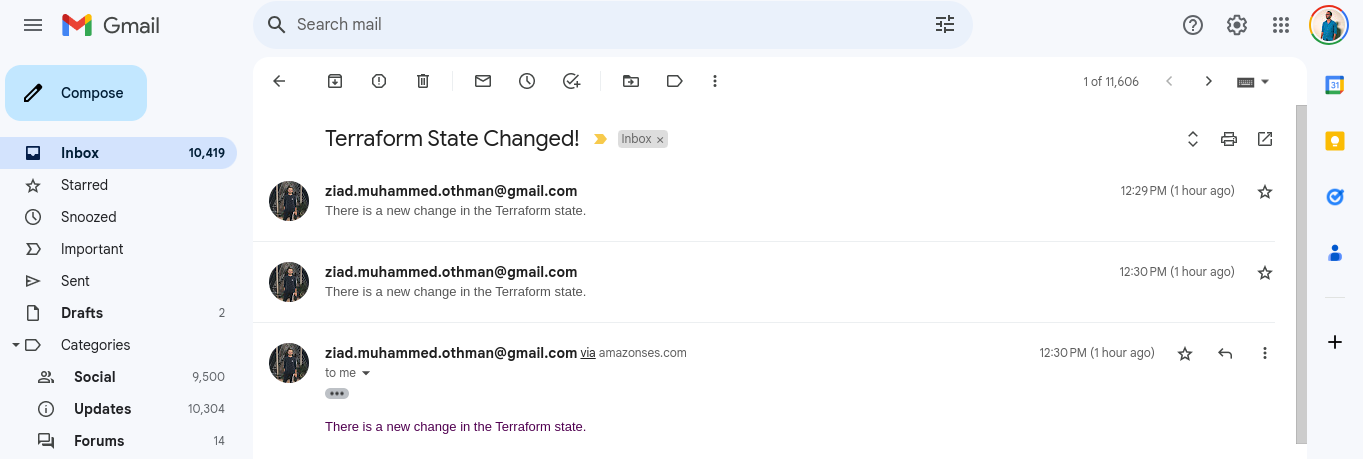 Gmail
Search mail
Compose
1 of 11,606
Inbox 10,419
Starred
Snoozed
Important
Sent
Drafts 2
Categories
Social 9,500
Updates 10,304
Forums 14
Terraform State Changed! Inbox ×
ziad.muhammed.othman@gmail.com 12:29 PM (1 hour ago)
There is a new change in the Terraform state.
ziad.muhammed.othman@gmail.com 12:30 PM (1 hour ago)
There is a new change in the Terraform state.
ziad.muhammed.othman@gmail.com via amazonses.com 12:30 PM (1 hour ago)
to me
There is a new change in the Terraform state.
31